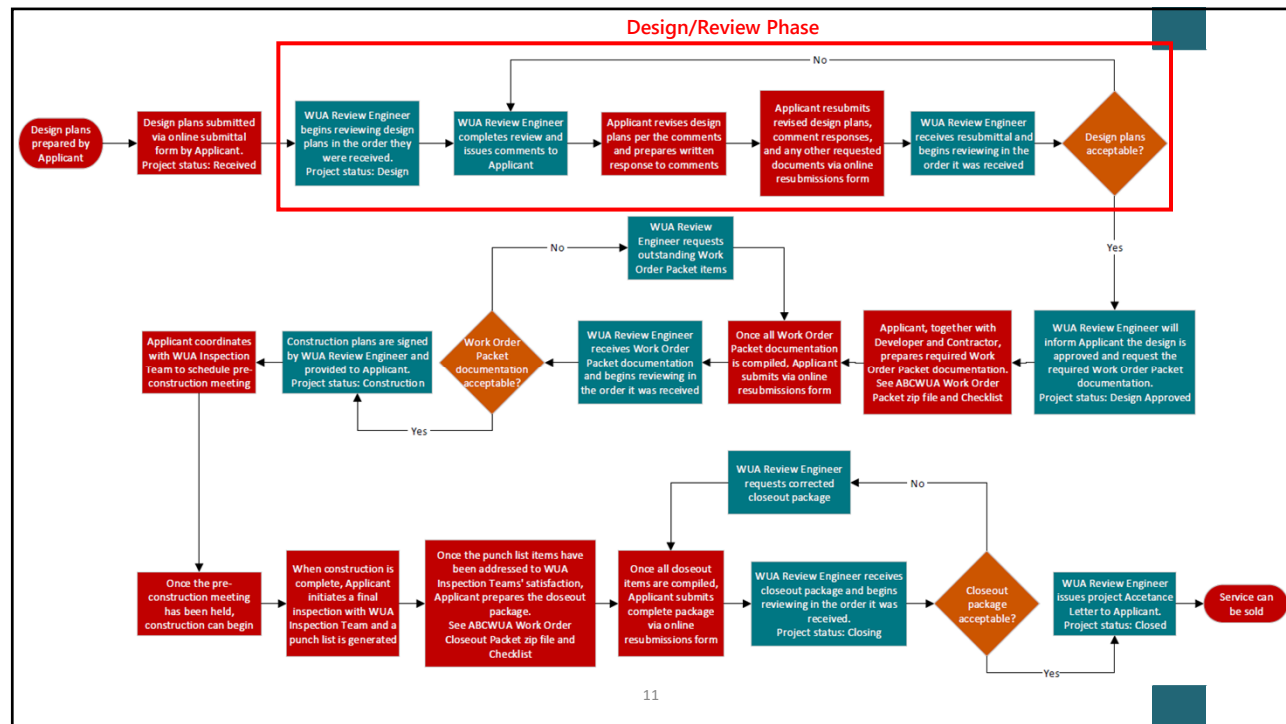 Design/Review Phase
No
Design plans
prepared by
Applicant
Design plans submitted
via online submittal
form by Applicant.
Project status: Received
WUA Review Engineer
begins reviewing design
plans in the order they
were received.
Project status: Design
WUA Review Engineer
completes review and
issues comments to
Applicant
Applicant revises design
plans per the comments
and prepares written
response to comments
Applicant resubmits
revised design plans,
comment responses,
and any other requested
documents via online
resubmissions form
WUA Review Engineer
receives resubmittal and
begins reviewing in the
order it was received
Design plans
acceptable?
Yes
WUA Review Engineer will
inform Applicant the design is
approved and request the
required Work Order Packet
documentation.
Project status: Design Approved
Applicant, together with
Developer and Contractor,
prepares required Work
Order Packet documentation.
See ABCWUA Work Order
Packet zip file and Checklist
Once all Work Order
Packet documentation
is compiled, Applicant
submits via online
resubmissions form
WUA Review Engineer
receives Work Order
Packet documentation
and begins reviewing in
the order it was received
Work Order
Packet
documentation
acceptable?
No
WUA Review
Engineer requests
outstanding Work
Order Packet items
Yes
Construction plans are signed
by WUA Review Engineer and
provided to Applicant.
Project status: Construction
Applicant coordinates
with WUA Inspection
Team to schedule pre-
construction meeting
Once the pre-
construction meeting
has been held,
construction can begin
When construction is
complete, Applicant
initiates a final
inspection with WUA
Inspection Team and a
punch list is generated
Once the punch list items have
been addressed to WUA
Inspection Teams' satisfaction,
Applicant prepares the closeout
package.
See ABCWUA Work Order
Closeout Packet zip file and
Checklist
Once all closeout
items are compiled,
Applicant submits
complete package
via online
resubmissions form
WUA Review Engineer receives
closeout package and begins
reviewing in the order it was
received.
Project status: Closing
Closeout
package
acceptable?
No
WUA Review Engineer
requests corrected
closeout package
Yes
WUA Review Engineer
issues project Accetance
Letter to Applicant.
Project status: Closed
Service can
be sold
11